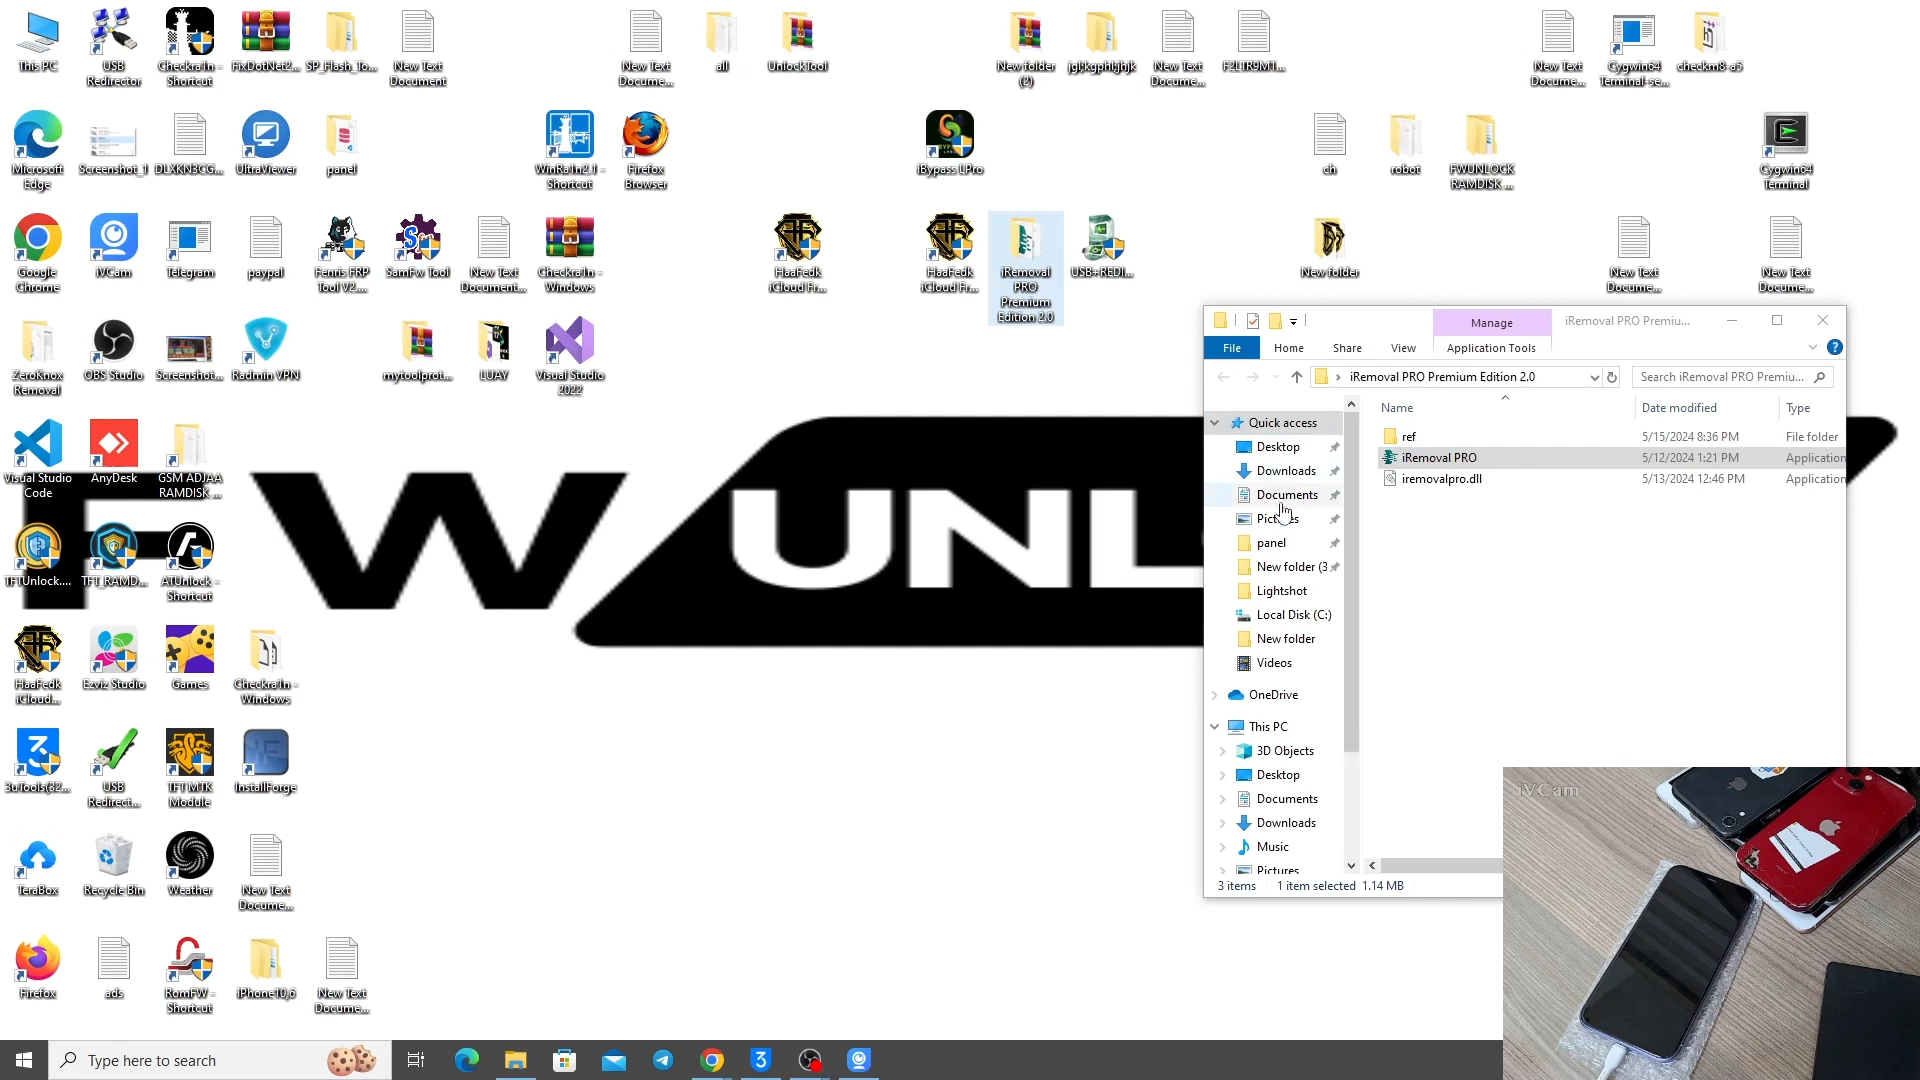 This PC
USB
Redirector
Checkra1n -
Shortcut
FixDotNet2...
SP_Flash_To...
New Text
Document
New Text
Docume...
all
UnlockTool
New folder
(2)
jgljkgphljhjk
New Text
Docume...
F2LTR9M1...
New Text
Docume...
Cygwin64
Terminal-se...
checkm8-a5
Microsoft
Edge
Screenshot_1
DLXKN3CG...
UltraViewer
panel
WinRa1n2.1 -
Shortcut
Firefox
Browser
iBypass LPro
ch
robot
FWUNLOCK
RAMDISK ...
Cygwin64
Terminal
Google
Chrome
iVCam
Telegram
paypal
Fennis FRP
Tool V2....
SamFw Tool
New Text
Document...
Checkra1n -
Windows
HaaFedk
iCloud Fr...
HaaFedk
iCloud Fr...
iRemoval
PRO
Premium
Edition 2.0
USB+REDI...
New folder
New Text
Docume...
New Text
Docume...
ZeroKnox
Removal
OBS Studio
Screenshot...
Radmin VPN
mytoolprot...
LUAY
Visual Studio
2022
Visual Studio
Code
AnyDesk
GSM ADJAA
RAMDISK ...
TFTUnlock....
TFT_RAMD...
ATUnlock -
Shortcut
HaaFedk
iCloud...
Ezviz Studio
Games
Checkra1n -
Windows
3uTools(32...
USB
Redirect...
TFT MTK
Module
InstallForge
TeraBox
Recycle Bin
Weather
New Text
Docume...
Firefox
ads
RomFW -
Shortcut
iPhone10,6
New Text
Docume...
FW UNL
Manage
iRemoval PRO Premiu...
File
Home
Share
View
Application Tools
iRemoval PRO Premium Edition 2.0
Search iRemoval PRO Premiu...
Name
Date modified
Type
Quick access
Desktop
Downloads
Documents
Pictures
panel
New folder (3
Lightshot
Local Disk (C:)
New folder
Videos
OneDrive
This PC
3D Objects
Desktop
Documents
Downloads
Music
Pictures
ref
5/15/2024 8:36 PM
File folder
iRemoval PRO
5/12/2024 1:21 PM
Application
iremovalpro.dll
5/13/2024 12:46 PM
Application
3 items
1 item selected 1.14 MB
iVCam
Type here to search